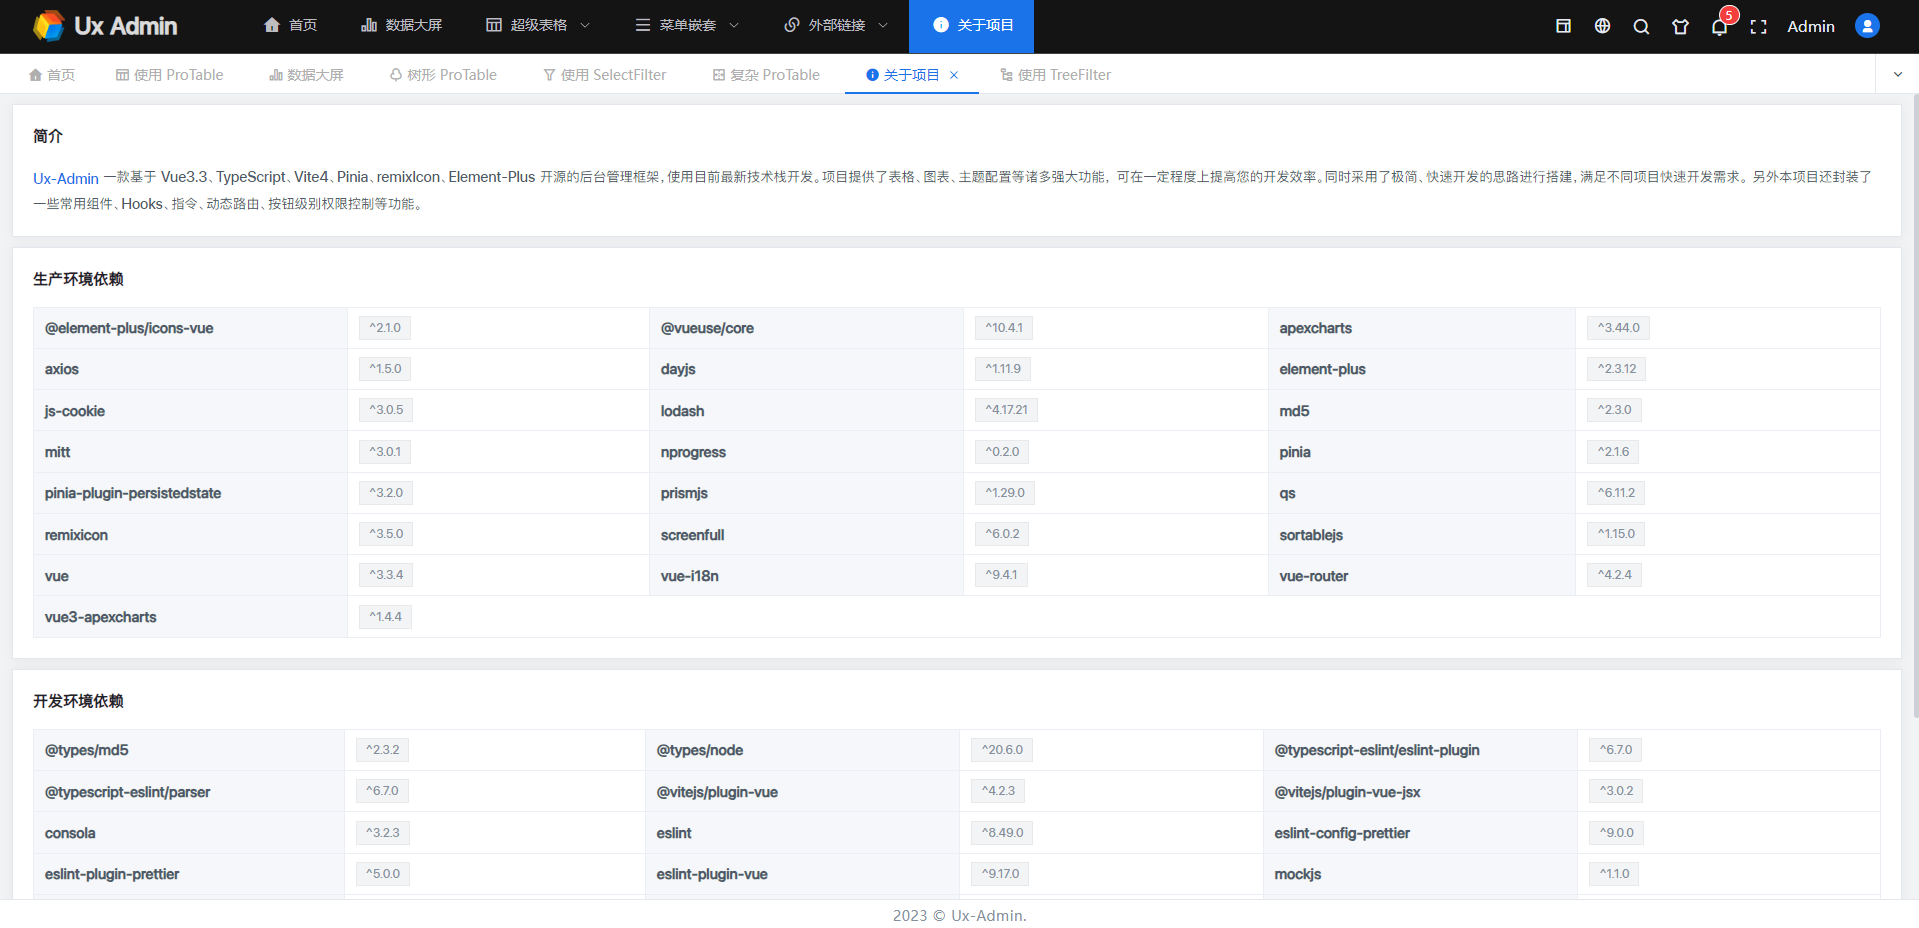 Ux Admin 首页 数据大屏 超级表格 菜单嵌套 外部链接 关于项目 5 Admin
首页 使用 ProTable 数据大屏 树形 ProTable 使用 SelectFilter 复杂 ProTable 关于项目 使用 TreeFilter
简介
Ux-Admin 一款基于 Vue3.3、TypeScript、Vite4、Pinia、remixIcon、Element-Plus 开源的后台管理框架，使用目前最新技术栈开发。项目提供了表格、图表、主题配置等诸多强大功能， 可在一定程度上提高您的开发效率。同时采用了极简、快速开发的思路进行搭建，满足不同项目快速开发需求。 另外本项目还封装了
一些常用组件、Hooks、指令、动态路由、按钮级别权限控制等功能。
生产环境依赖
@element-plus/icons-vue ^2.1.0 @vueuse/core ^10.4.1 apexcharts ^3.44.0
axios ^1.5.0 dayjs ^1.11.9 element-plus ^2.3.12
js-cookie ^3.0.5 lodash ^4.17.21 md5 ^2.3.0
mitt ^3.0.1 nprogress ^0.2.0 pinia ^2.1.6
pinia-plugin-persistedstate ^3.2.0 prismjs ^1.29.0 qs ^6.11.2
remixicon ^3.5.0 screenfull ^6.0.2 sortablejs ^1.15.0
vue ^3.3.4 vue-i18n ^9.4.1 vue-router ^4.2.4
vue3-apexcharts ^1.4.4
开发环境依赖
@types/md5 ^2.3.2 @types/node ^20.6.0 @typescript-eslint/eslint-plugin ^6.7.0
@typescript-eslint/parser ^6.7.0 @vitejs/plugin-vue ^4.2.3 @vitejs/plugin-vue-jsx ^3.0.2
consola ^3.2.3 eslint ^8.49.0 eslint-config-prettier ^9.0.0
eslint-plugin-prettier ^5.0.0 eslint-plugin-vue ^9.17.0 mockjs ^1.1.0
2023 © Ux-Admin.